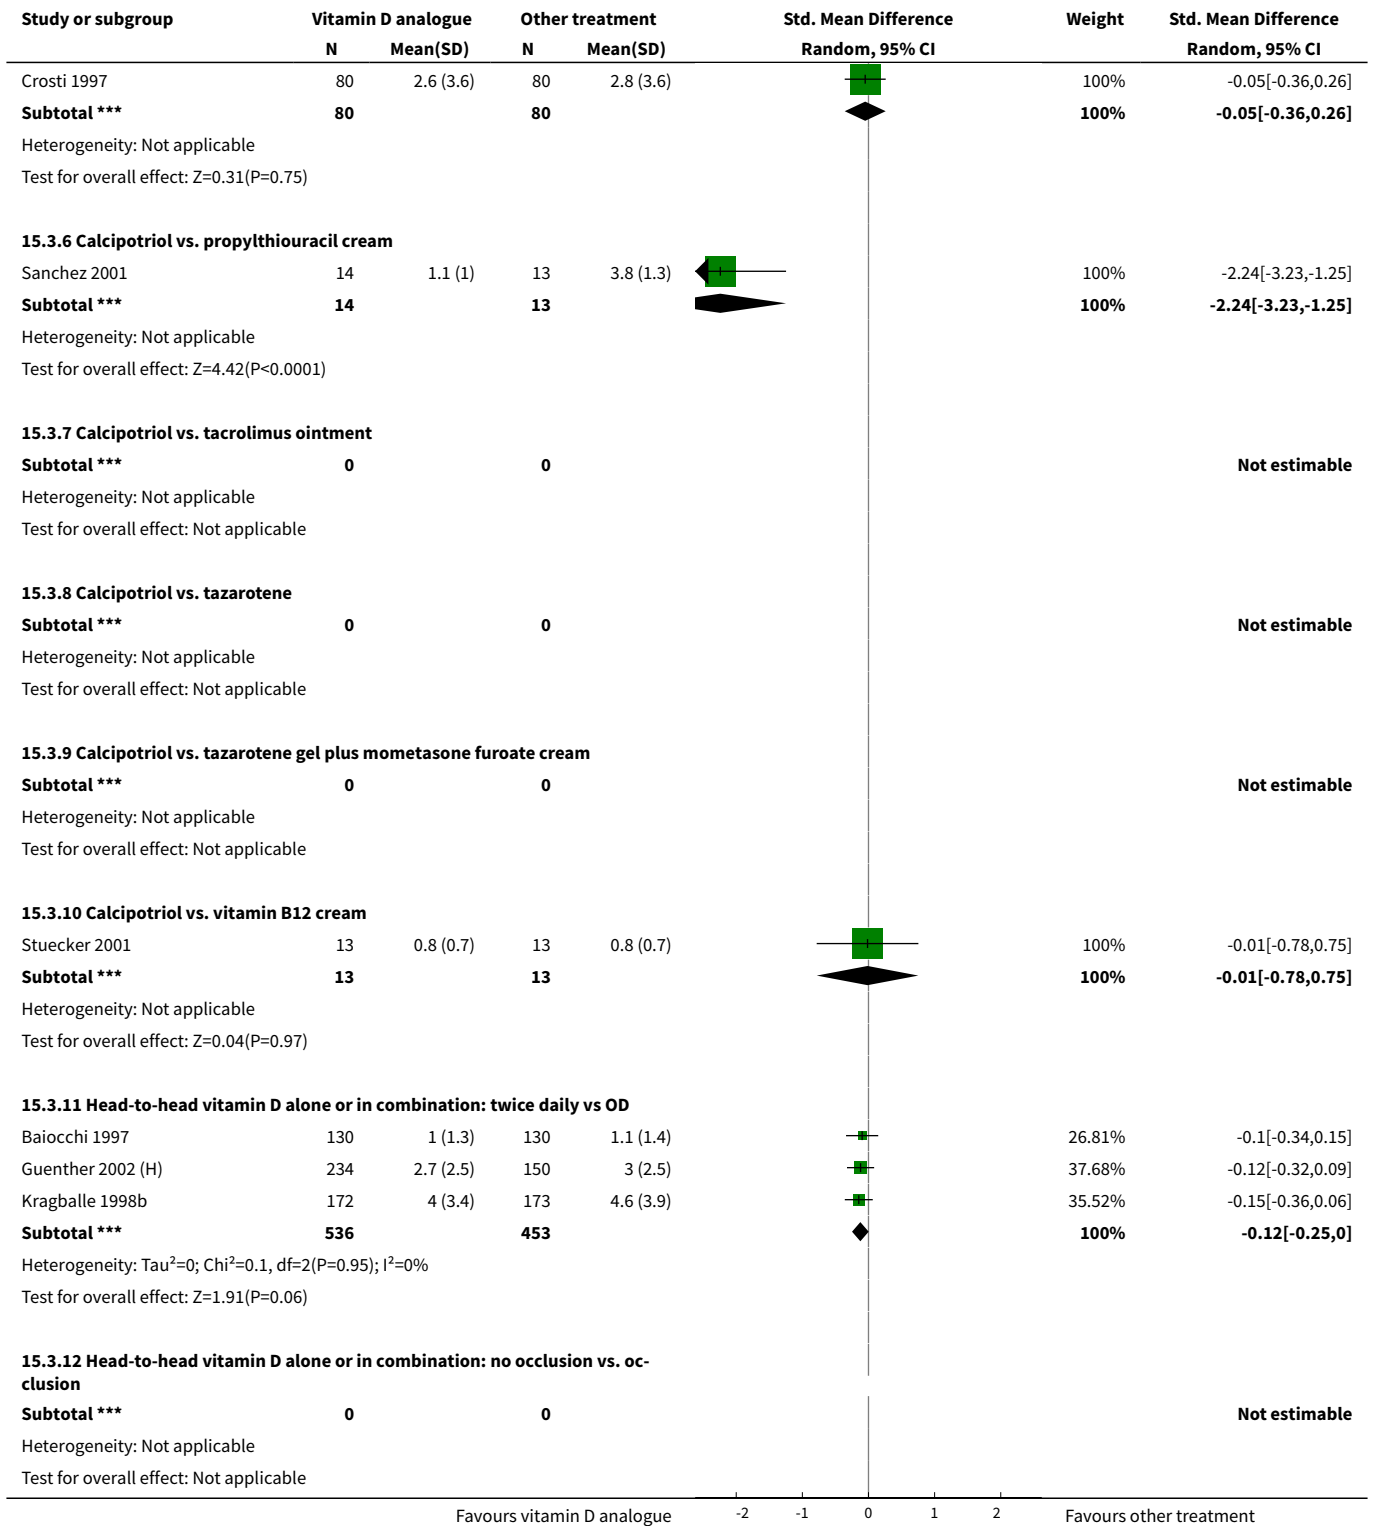 Study or subgroup Vitamin D analogue Other treatment Std. Mean Difference Weight Std. Mean Difference
N Mean(SD) N Mean(SD) Random, 95% CI Random, 95% CI
Crosti 1997 80 2.6 (3.6) 80 2.8 (3.6) 100% -0.05[-0.36,0.26]
Subtotal *** 80 80 100% -0.05[-0.36,0.26]
Heterogeneity: Not applicable
Test for overall effect: Z=0.31(P=0.75)
15.3.6 Calcipotriol vs. propylthiouracil cream
Sanchez 2001 14 1.1 (1) 13 3.8 (1.3) 100% -2.24[-3.23,-1.25]
Subtotal *** 14 13 100% -2.24[-3.23,-1.25]
Heterogeneity: Not applicable
Test for overall effect: Z=4.42(P<0.0001)
15.3.7 Calcipotriol vs. tacrolimus ointment
Subtotal *** 0 0 Not estimable
Heterogeneity: Not applicable
Test for overall effect: Not applicable
15.3.8 Calcipotriol vs. tazarotene
Subtotal *** 0 0 Not estimable
Heterogeneity: Not applicable
Test for overall effect: Not applicable
15.3.9 Calcipotriol vs. tazarotene gel plus mometasone furoate cream
Subtotal *** 0 0 Not estimable
Heterogeneity: Not applicable
Test for overall effect: Not applicable
15.3.10 Calcipotriol vs. vitamin B12 cream
Stuecker 2001 13 0.8 (0.7) 13 0.8 (0.7) 100% -0.01[-0.78,0.75]
Subtotal *** 13 13 100% -0.01[-0.78,0.75]
Heterogeneity: Not applicable
Test for overall effect: Z=0.04(P=0.97)
15.3.11 Head-to-head vitamin D alone or in combination: twice daily vs OD
Baiocchi 1997 130 1 (1.3) 130 1.1 (1.4) 26.81% -0.1[-0.34,0.15]
Guenther 2002 (H) 234 2.7 (2.5) 150 3 (2.5) 37.68% -0.12[-0.32,0.09]
Kragballe 1998b 172 4 (3.4) 173 4.6 (3.9) 35.52% -0.15[-0.36,0.06]
Subtotal *** 536 453 100% -0.12[-0.25,0]
Heterogeneity: Tau²=0; Chi²=0.1, df=2(P=0.95); I²=0%
Test for overall effect: Z=1.91(P=0.06)
15.3.12 Head-to-head vitamin D alone or in combination: no occlusion vs. oc-
clusion
Subtotal *** 0 0 Not estimable
Heterogeneity: Not applicable
Test for overall effect: Not applicable
Favours vitamin D analogue -2 -1 0 1 2 Favours other treatment